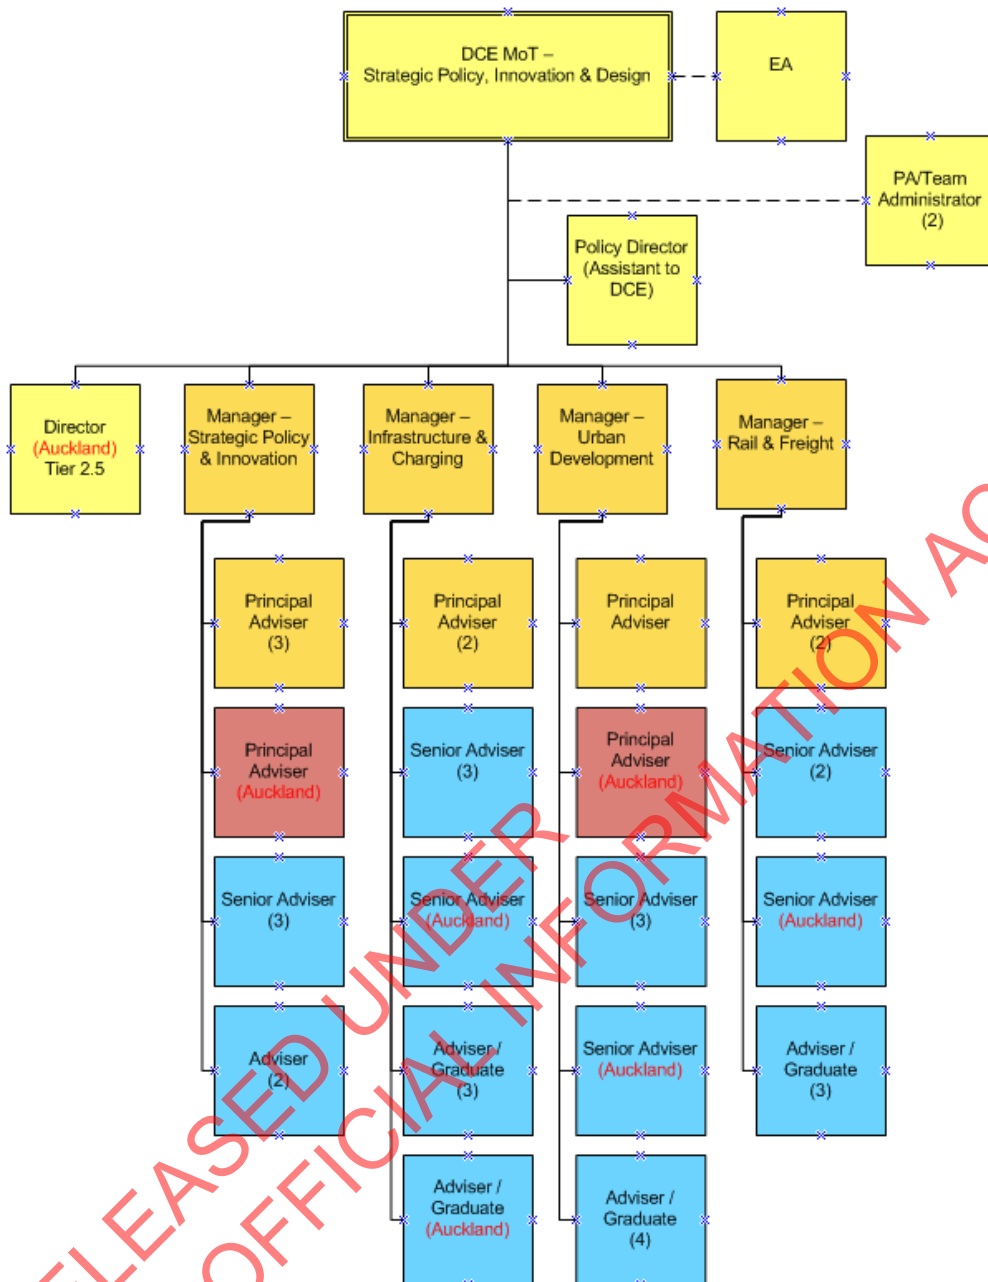 DCE MoT –
Strategic Policy, Innovation & Design
EA
PA/Team
Administrator
(2)
Policy Director
(Assistant to
DCE)
Director
(Auckland)
Tier 2.5
Manager –
Strategic Policy
& Innovation
Manager –
Infrastructure &
Charging
Manager –
Urban
Development
Manager –
Rail & Freight
Principal
Adviser
(3)
Principal
Adviser
(2)
Principal
Adviser
Principal
Adviser
(2)
Principal
Adviser
(Auckland)
Senior Adviser
(3)
Principal
Adviser
(Auckland)
Senior Adviser
(2)
Senior Adviser
(3)
Senior Adviser
(Auckland)
Senior Adviser
(3)
Senior Adviser
(Auckland)
Adviser
(2)
Adviser /
Graduate
(3)
Senior Adviser
(Auckland)
Adviser /
Graduate
(3)
Adviser /
Graduate
(Auckland)
Adviser /
Graduate
(4)
LEASED UNDER
OFFICIAL INFORMATION AC